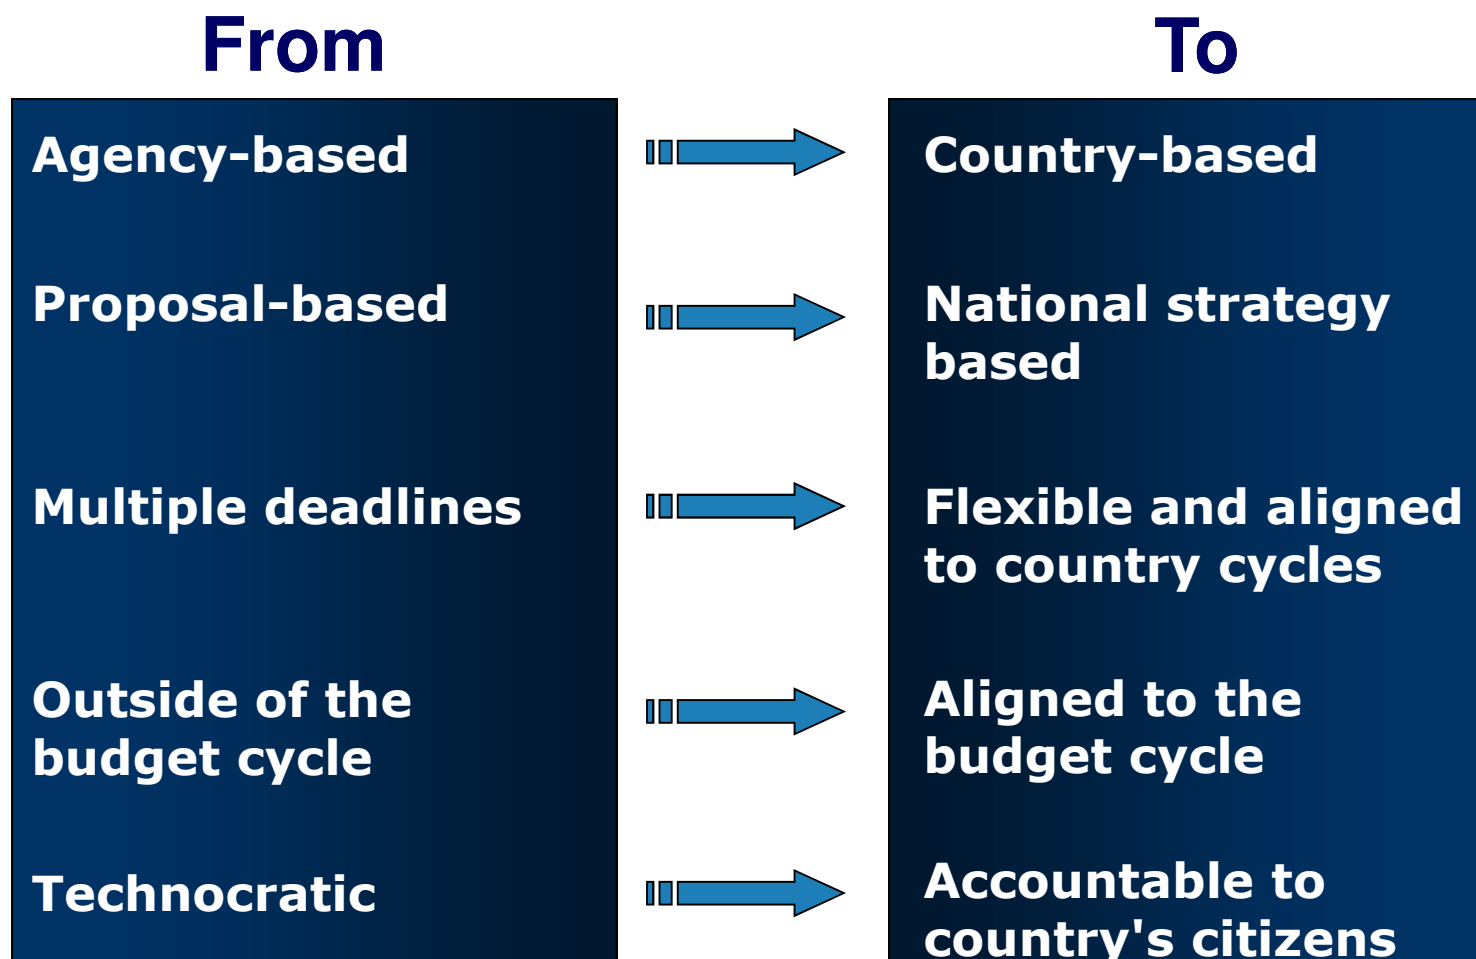 From
To
Agency-based
Country-based
Proposal-based
National strategy
based
Multiple deadlines
Flexible and aligned
to country cycles
Outside of the
budget cycle
Aligned to the
budget cycle
Technocratic
Accountable to
country's citizens